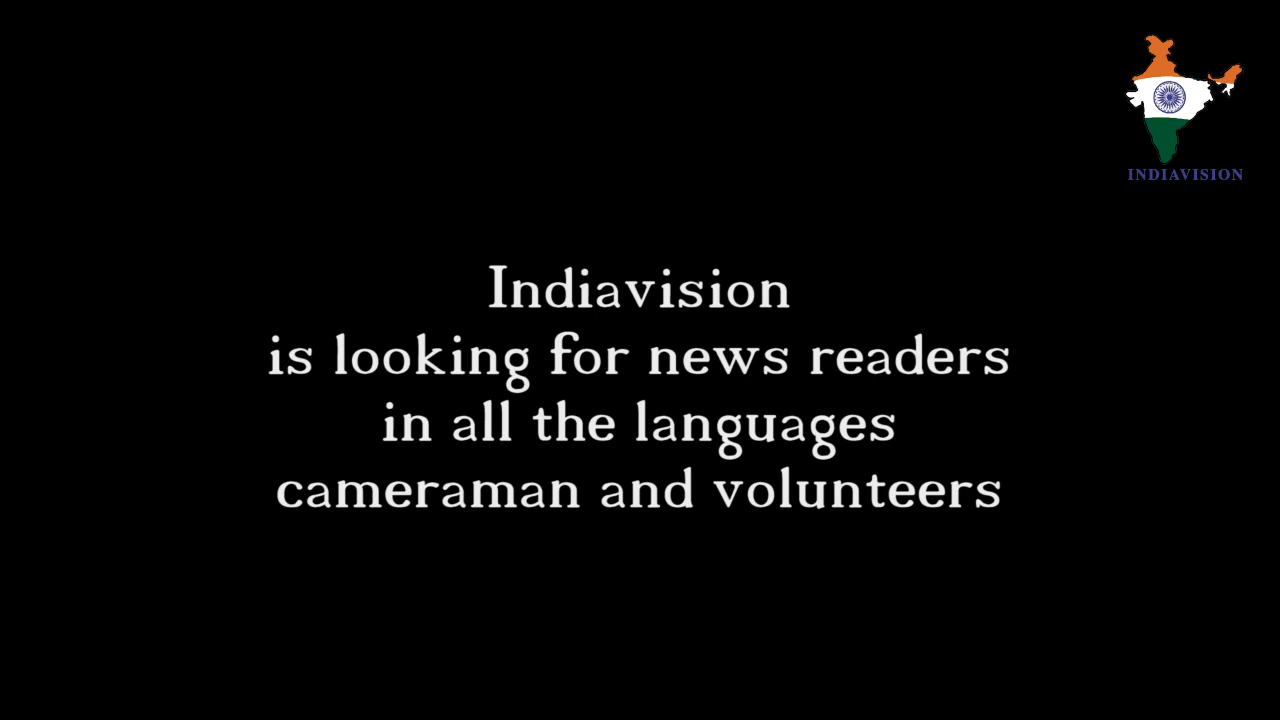 INDIAVISION
Indiavision
is looking for news readers
in all the languages
cameraman and volunteers